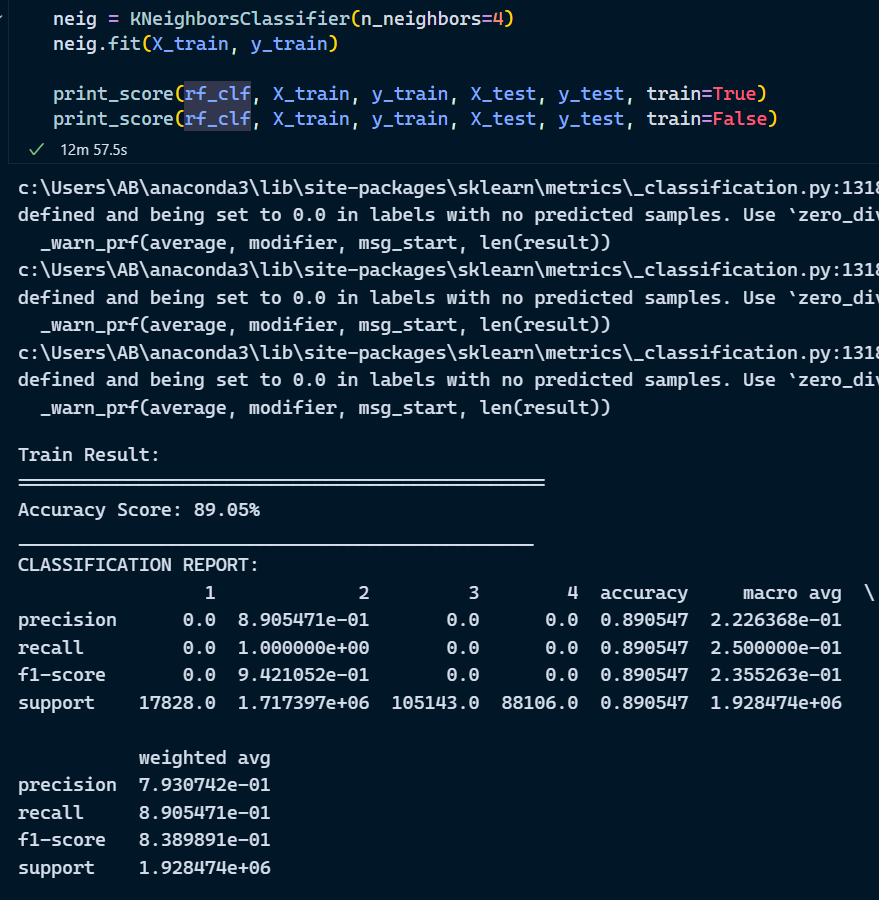 neig = KNeighborsClassifier(n_neighbors=4)
neig.fit(X_train, y_train)
print_score(rf_clf, X_train, y_train, X_test, y_test, train=True)
print_score(rf_clf, X_train, y_train, X_test, y_test, train=False)
✓ 12m 57.5s
c:\Users\AB\anaconda3\lib\site-packages\sklearn\metrics\_classification.py:1318
defined and being set to 0.0 in labels with no predicted samples. Use `zero_div
_warn_prf(average, modifier, msg_start, len(result))
c:\Users\AB\anaconda3\lib\site-packages\sklearn\metrics\_classification.py:1318
defined and being set to 0.0 in labels with no predicted samples. Use `zero_div
_warn_prf(average, modifier, msg_start, len(result))
c:\Users\AB\anaconda3\lib\site-packages\sklearn\metrics\_classification.py:1318
defined and being set to 0.0 in labels with no predicted samples. Use `zero_div
_warn_prf(average, modifier, msg_start, len(result))
Train Result:
================================================
Accuracy Score: 89.05%
_______________________________________________
CLASSIFICATION REPORT:
1 2 3 4 accuracy macro avg \
precision 0.0 8.905471e-01 0.0 0.0 0.890547 2.226368e-01
recall 0.0 1.000000e+00 0.0 0.0 0.890547 2.500000e-01
f1-score 0.0 9.421052e-01 0.0 0.0 0.890547 2.355263e-01
support 17828.0 1.717397e+06 105143.0 88106.0 0.890547 1.928474e+06
weighted avg
precision 7.930742e-01
recall 8.905471e-01
f1-score 8.389891e-01
support 1.928474e+06